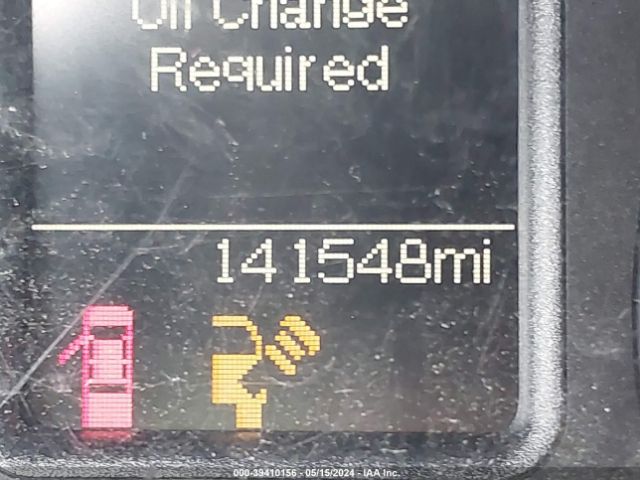 Oil Change
Required
141548mi
000-39410156 - 05/15/2024 - IAA Inc.